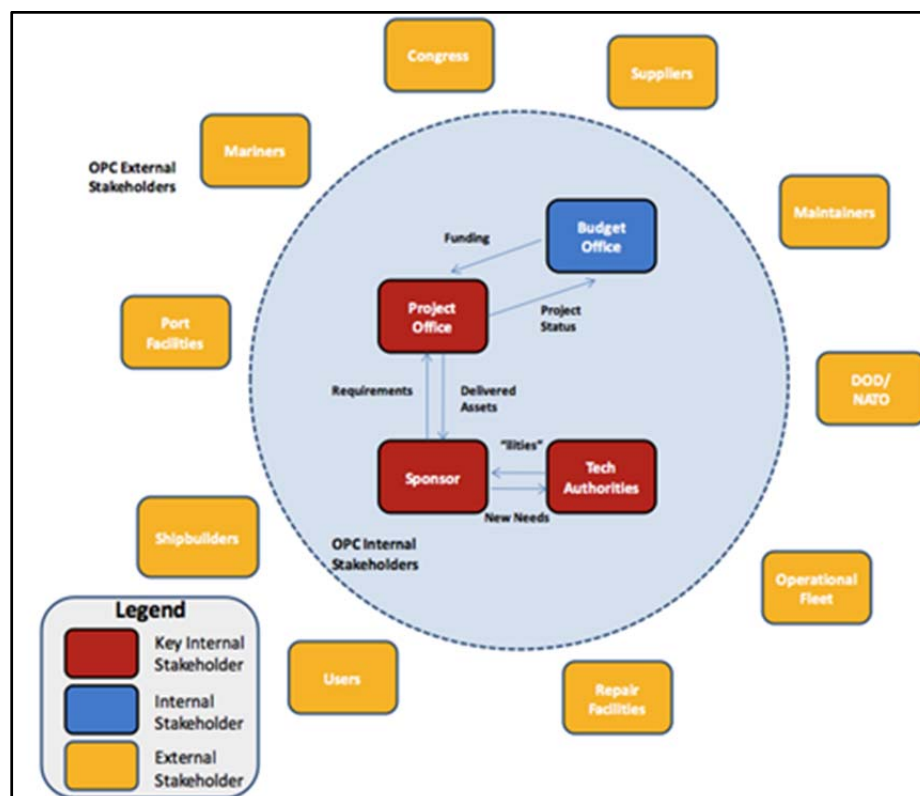 Congress
Suppliers
Mariners
OPC External
Stakeholders
Maintainers
Budget
Office
Funding
Project
Office
Project
Status
Port
Facilities
DOD/
NATO
Requirements
Delivered
Assets
"ilities"
Sponsor
Tech
Authorities
New Needs
Shipbuilders
OPC Internal
Stakeholders
Operational
Fleet
Users
Repair
Facilities
Legend
Key Internal
Stakeholder
Internal
Stakeholder
External
Stakeholder